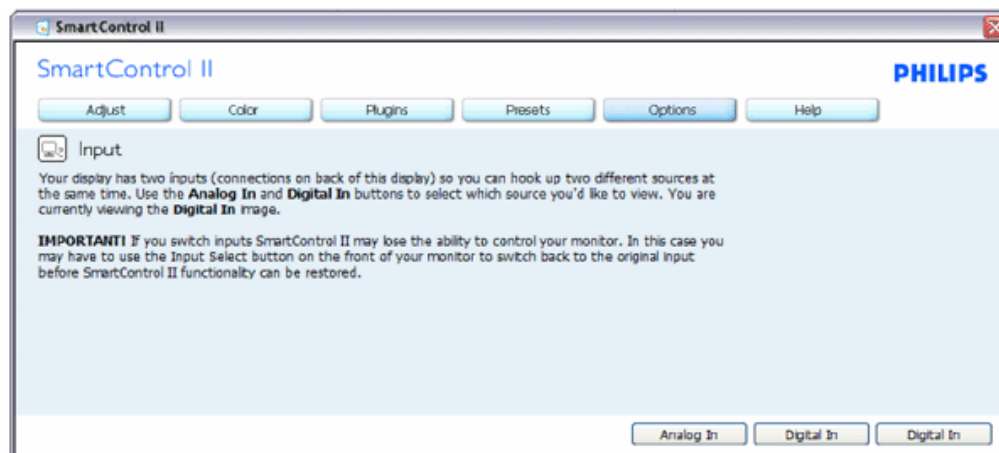 SmartControl II
SmartControl II
PHILIPS
Adjust Color Plugins Presets Options Help
Input
Your display has two inputs (connections on back of this display) so you can hook up two different sources at
the same time. Use the Analog In and Digital In buttons to select which source you'd like to view. You are
currently viewing the Digital In image.
IMPORTANT! If you switch inputs SmartControl II may lose the ability to control your monitor. In this case you
may have to use the Input Select button on the front of your monitor to switch back to the original input
before SmartControl II functionality can be restored.
Analog In Digital In Digital In